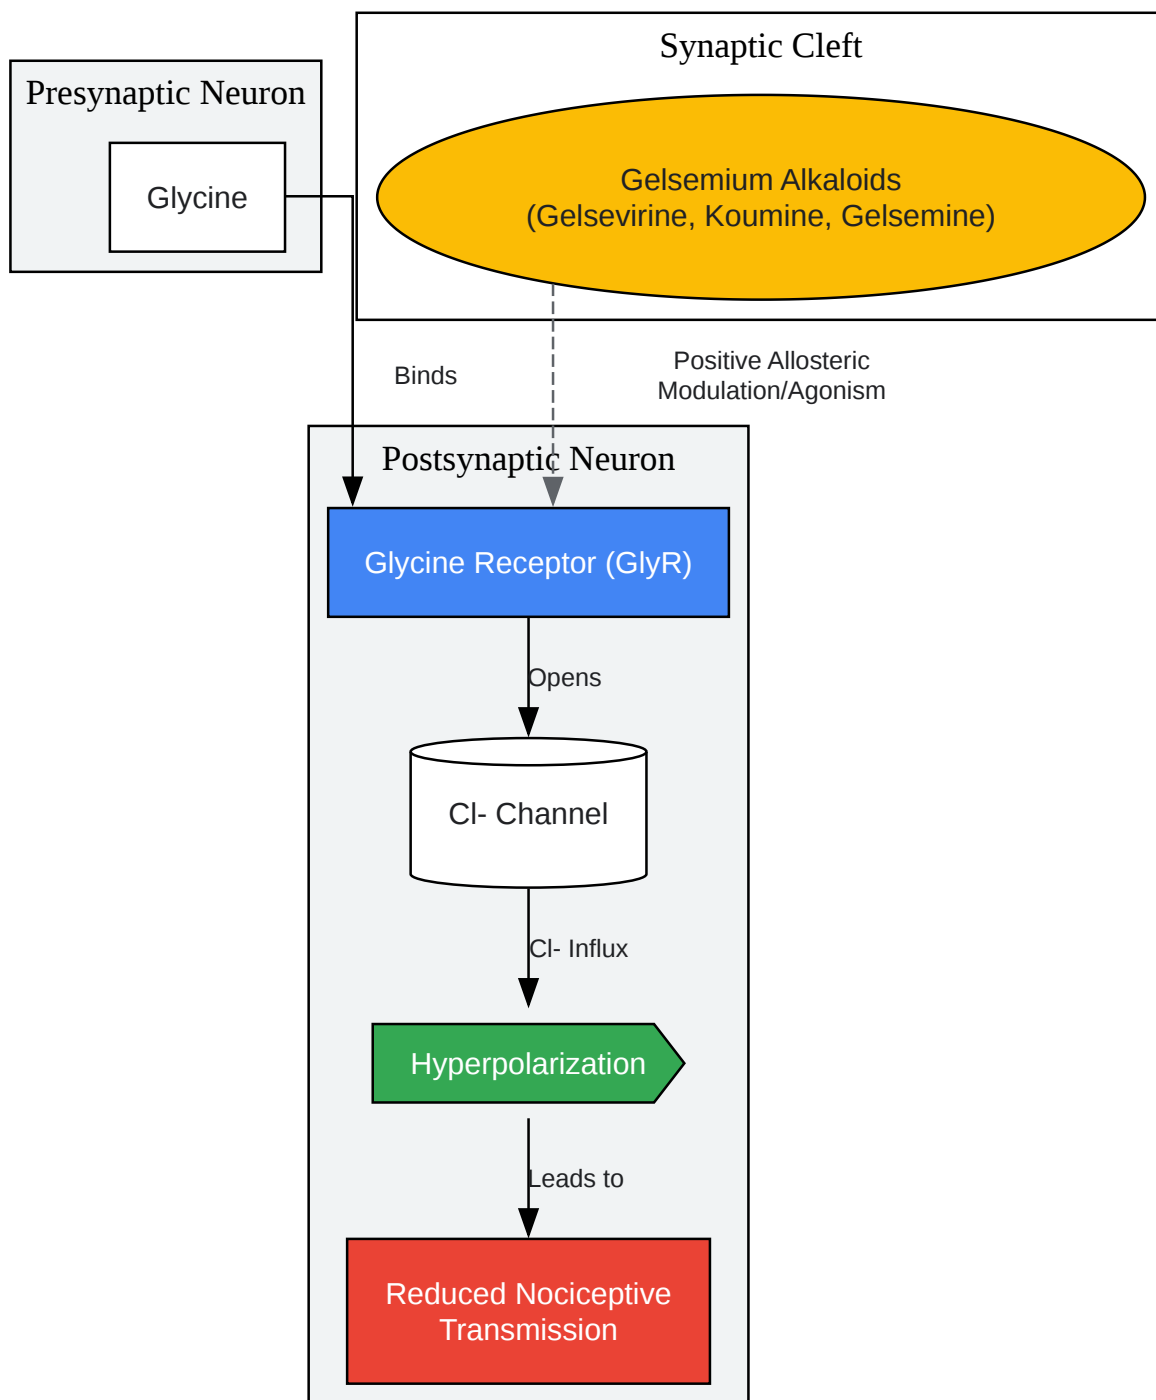 Synaptic Cleft
Presynaptic Neuron
Glycine
Gelsemium Alkaloids
(Gelsevirine, Koumine, Gelsemine)
Binds
Positive Allosteric
Modulation/Agonism
Postsynaptic Neuron
Glycine Receptor (GlyR)
Opens
Cl- Channel
Cl- Influx
Hyperpolarization
Leads to
Reduced Nociceptive
Transmission